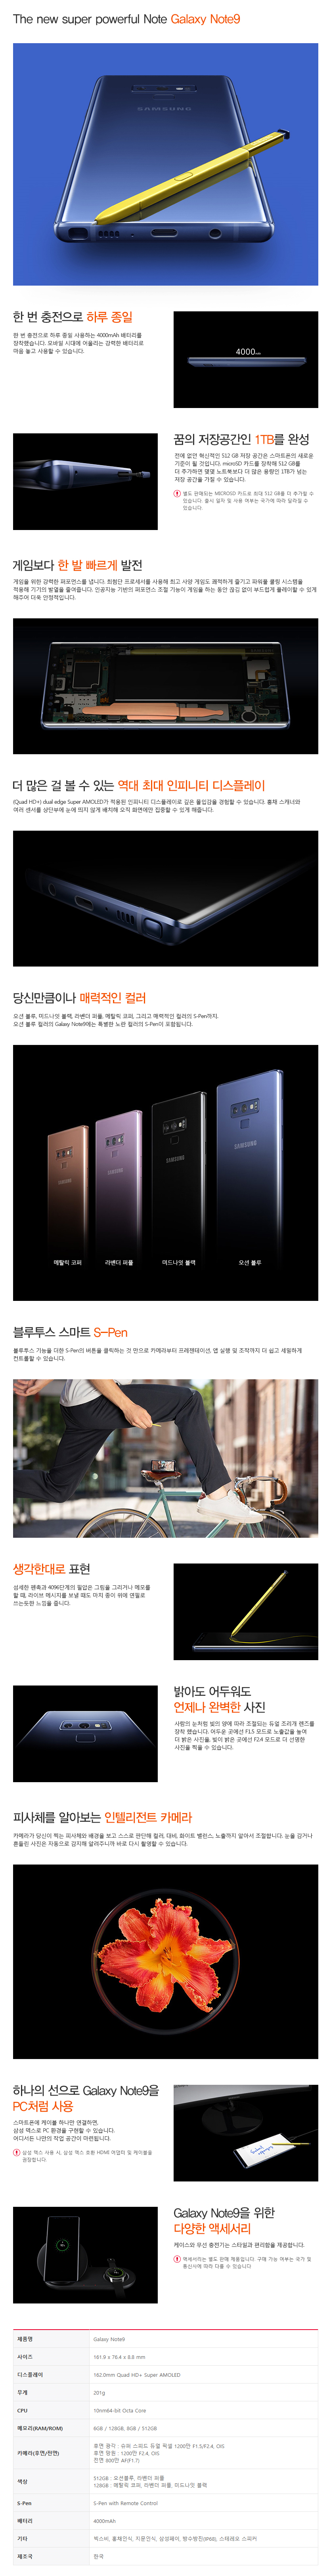 The new super powerful Note Galaxy Note9
SAMSUNG
한 번 충전으로 하루 종일
한 번 충전으로 하루 종일 사용하는 4000mAh 배터리를
장착했습니다. 모바일 시대에 어울리는 강력한 배터리로
마음 놓고 사용할 수 있습니다.
4000mAh
꿈의 저장공간인 1TB를 완성
전에 없던 혁신적인 512 GB 저장 공간은 스마트폰의 새로운
기준이 될 것입니다. microSD 카드를 장착해 512 GB를
더 추가하면 몇몇 노트북보다 더 많은 용량인 1TB가 넘는
저장 공간을 가질 수 있습니다.
별도 판매되는 MICROSD 카드로 최대 512 GB를 더 추가할 수
있습니다. 출시 일자 및 사용 여부는 국가에 따라 달라질 수
있습니다
게임보다 한 발 빠르게 발전
게임을 위한 강력한 퍼포먼스를 냅니다. 최첨단 프로세서를 사용해 최고 사양 게임도 쾌적하게 즐기고 파워풀 쿨링 시스템을
적용해 기기의 발열을 줄여줍니다. 인공지능 기반의 퍼포먼스 조절 기능이 게임을 하는 동안 끊김 없이 부드럽게 플레이할 수 있게
해주어 더욱 안정적입니다.
더 많은 걸 볼 수 있는 역대 최대 인피니티 디스플레이
(Quad HD+) dual edge Super AMOLED가 적용된 인피니티 디스플레이로 깊은 몰입감을 경험할 수 있습니다. 홍채 스캐너와
여러 센서를 상단부에 눈에 띄지 않게 배치해 오직 화면에만 집중할 수 있게 해줍니다.
당신만큼이나 매력적인 컬러
오션 블루, 미드나잇 블랙, 라벤더 퍼플, 메탈릭 코퍼, 그리고 매력적인 컬러의 S-Pen까지.
오션 블루 컬러의 Galaxy Note9에는 특별한 노란 컬러의 S-Pen이 포함됩니다.
SAMSUNG
SAMSUNG
SAMSUNG
SAMSUNG
메탈릭 코퍼
라벤더 퍼플
미드나잇 블랙
오션 블루
블루투스 스마트 S-Pen
블루투스 기능을 더한 S-Pen의 버튼을 클릭하는 것 만으로 카메라부터 프레젠테이션, 앱 실행 및 조작까지 더 쉽고 세밀하게
컨트롤할 수 있습니다.
생각한대로 표현
섬세한 펜촉과 4096단계의 필압은 그림을 그리거나 메모를
할 때, 라이브 메시지를 보낼 때도 마치 종이 위에 연필로
쓰는듯한 느낌을 줍니다.
밝아도 어두워도
언제나 완벽한 사진
사람의 눈처럼 빛의 양에 따라 조절되는 듀얼 조리개 렌즈를
장착 했습니다. 어두운 곳에선 F1.5 모드로 노출값을 높여
더 밝은 사진을, 빛이 밝은 곳에선 F2.4 모드로 더 선명한
사진을 찍을 수 있습니다.
피사체를 알아보는 인텔리전트 카메라
카메라가 당신이 찍는 피사체와 배경을 보고 스스로 판단해 컬러, 대비, 화이트 밸런스, 노출까지 알아서 조절합니다. 눈을 감거나
흔들린 사진은 자동으로 감지해 알려주니까 바로 다시 촬영할 수 있습니다.
하나의 선으로 Galaxy Note9을
PC처럼 사용
스마트폰에 케이블 하나만 연결하면,
삼성 덱스로 PC 환경을 구현할 수 있습니다.
어디서든 나만의 작업 공간이 마련됩니다.
삼성 덱스 사용 시, 삼성 덱스 호환 HDMI 어댑터 및 케이블을
권장합니다.
Galaxy Note9을 위한
다양한 액세서리
케이스와 무선 충전기는 스타일과 편리함을 제공합니다.
액세서리는 별도 판매 제품입니다. 구매 가능 여부는 국가 및
통신사에 따라 다를 수 있습니다
제품명 Galaxy Note9
사이즈 161.9 x 76.4 x 8.8 mm
디스플레이 162.0mm Quad HD+ Super AMOLED
무게 201g
CPU 10nm64-bit Octa Core
메모리(RAM/ROM) 6GB / 128GB, 8GB / 512GB
카메라(후면/전면) 후면 광각 : 슈퍼 스피드 듀얼 픽셀 1200만 F1.5/F2.4, OIS
후면 망원 : 1200만 F2.4, OIS
전면 800만 AF(F1.7)
색상 512GB : 오션블루, 라벤더 퍼플
128GB : 메탈릭 코퍼, 라벤더 퍼플, 미드나잇 블랙
S-Pen S-Pen with Remote Control
배터리 4000mAh
기타 빅스비, 홍채인식, 지문인식, 삼성페이, 방수방진(IP68), 스테레오 스피커
제조국 한국